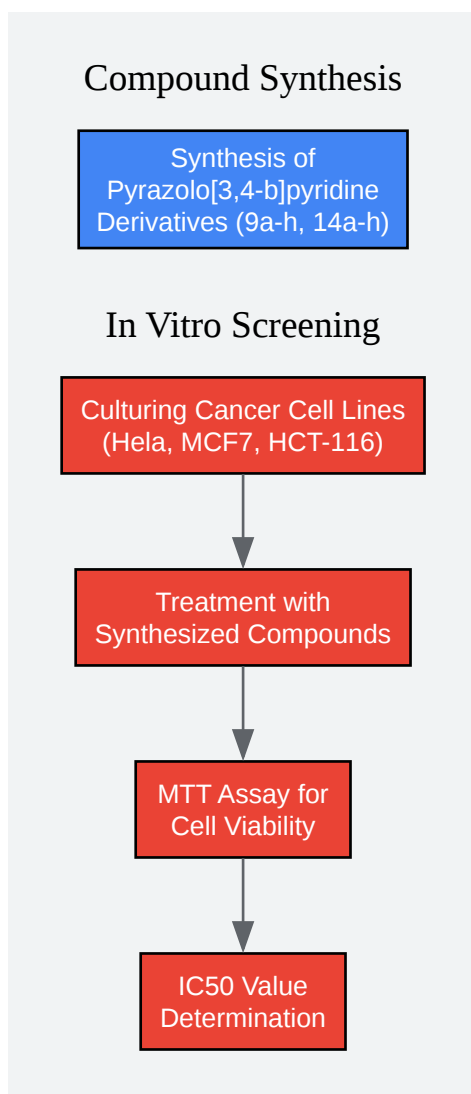 Compound Synthesis
Synthesis of
Pyrazolo[3,4-b]pyridine
Derivatives (9a-h, 14a-h)
In Vitro Screening
Culturing Cancer Cell Lines
(Hela, MCF7, HCT-116)
Treatment with
Synthesized Compounds
MTT Assay for
Cell Viability
IC50 Value
Determination